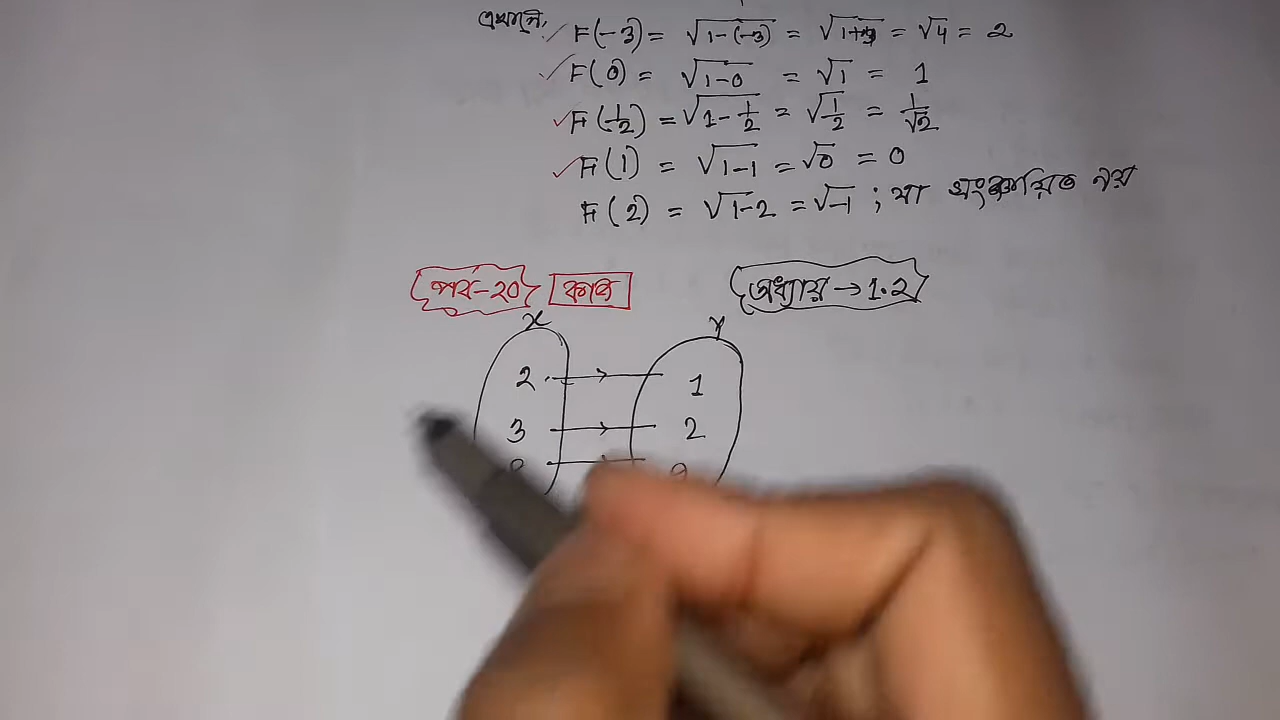 এখানে, F(-3) = √1-(-3) = √1+3 = √4 = 2
F(0) = √1-0 = √1 = 1
F(1/2) = √1-1/2 = √1/2 = 1/√2
F(1) = √1-1 = √0 = 0
F(2) = √1-2 = √-1 ; যা সংজ্ঞায়িত নয়
পর্ব-২০ ফাংশন অধ্যায় → 1.2
X Y
2 1
3 2